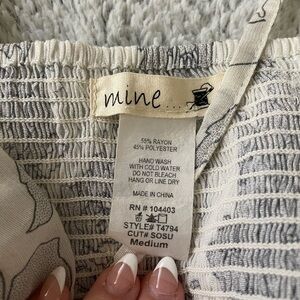 mine....
55% RAYON
45% POLYESTER
HAND WASH
WITH COLD WATER
DO NOT BLEACH
HANG OR LINE DRY
MADE IN CHINA
RN # 104403
STYLE# T4794
CUT# SOSU
Medium